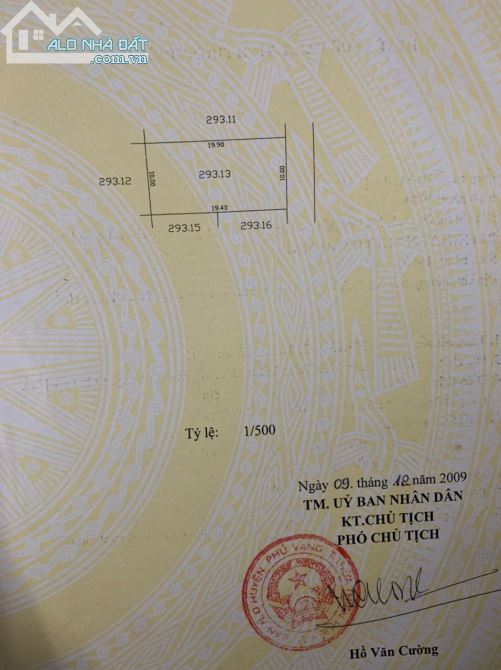 ALO NHÀ ĐẤT
.com.vn
293.11
19.90
293.12
10.00
293.13
10.00
19.40
293.15
293.16
Tỷ lệ: 1/500
Ngày 09. tháng 12 năm 2009
TM. UỶ BAN NHÂN DÂN
KT.CHỦ TỊCH
PHÓ CHỦ TỊCH
HUYỆN PHÚ VANG
Hồ Văn Cường